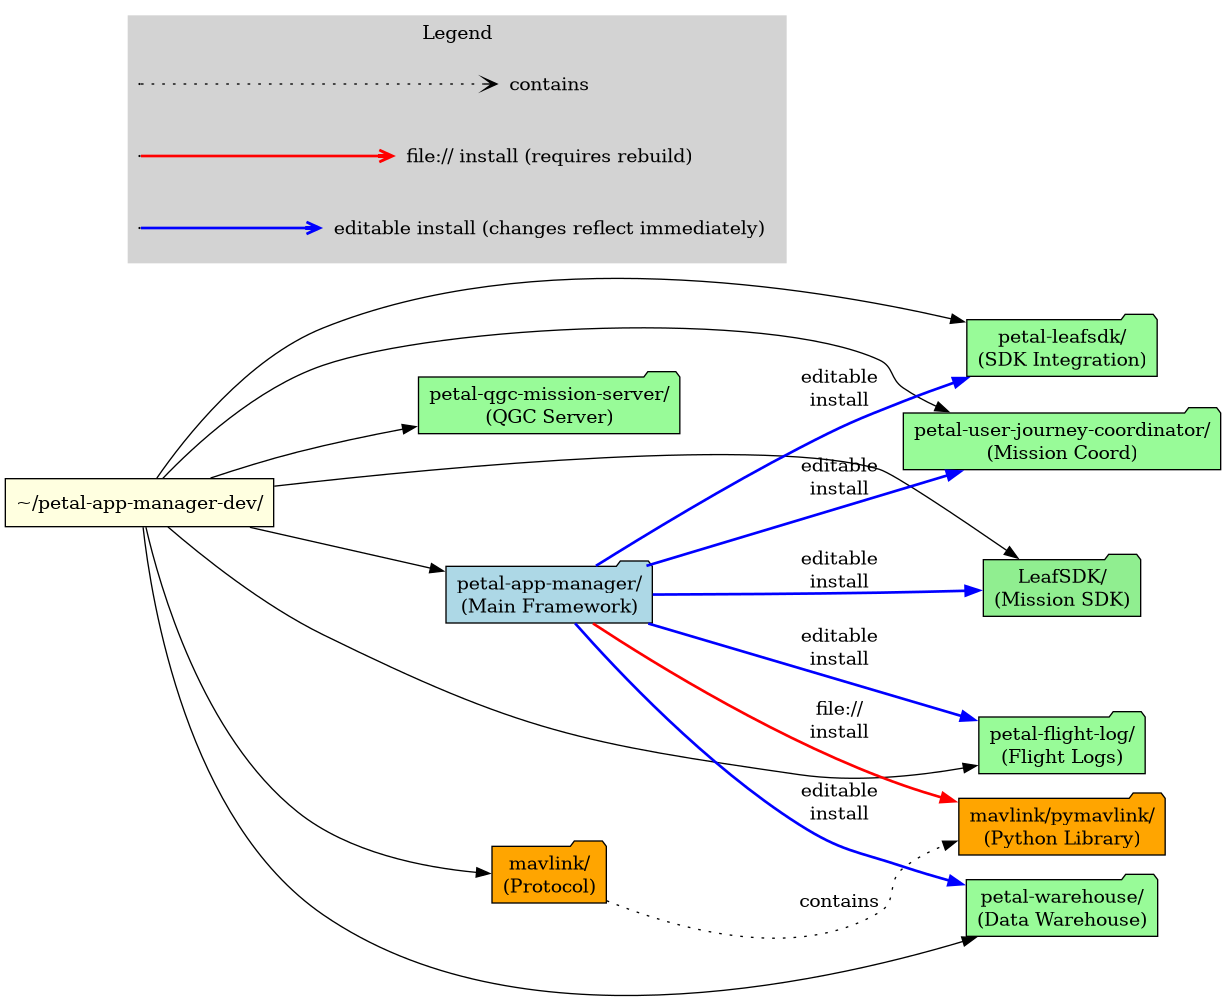 Legend
contains
file:// install (requires rebuild)
editable install (changes reflect immediately)
petal-leafsdk/
(SDK Integration)
editable
install
petal-qgc-mission-server/
(QGC Server)
petal-user-journey-coordinator/
(Mission Coord)
editable
install
~/petal-app-manager-dev/
editable
install
LeafSDK/
(Mission SDK)
petal-app-manager/
(Main Framework)
editable
install
file://
install
petal-flight-log/
(Flight Logs)
editable
install
mavlink/pymavlink/
(Python Library)
mavlink/
(Protocol)
contains
petal-warehouse/
(Data Warehouse)